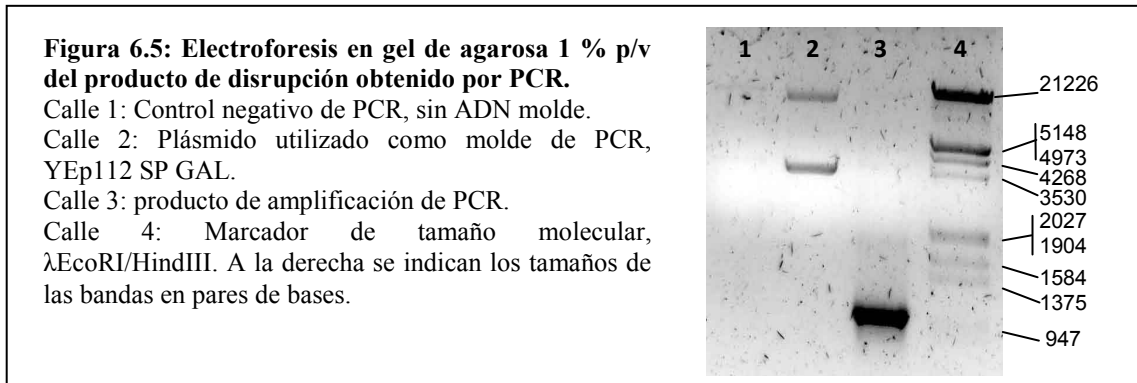 Figura 6.5: Electroforesis en gel de agarosa 1 % p/v
del producto de disrupción obtenido por PCR.
Calle 1: Control negativo de PCR, sin ADN molde.
Calle 2: Plásmido utilizado como molde de PCR,
YEp112 SP GAL.
Calle 3: producto de amplificación de PCR.
Calle 4: Marcador de tamaño molecular,
λEcoRI/HindIII. A la derecha se indican los tamaños de
las bandas en pares de bases.
1 2 3 4
21226
5148
4973
4268
3530
2027
1904
1584
1375
947